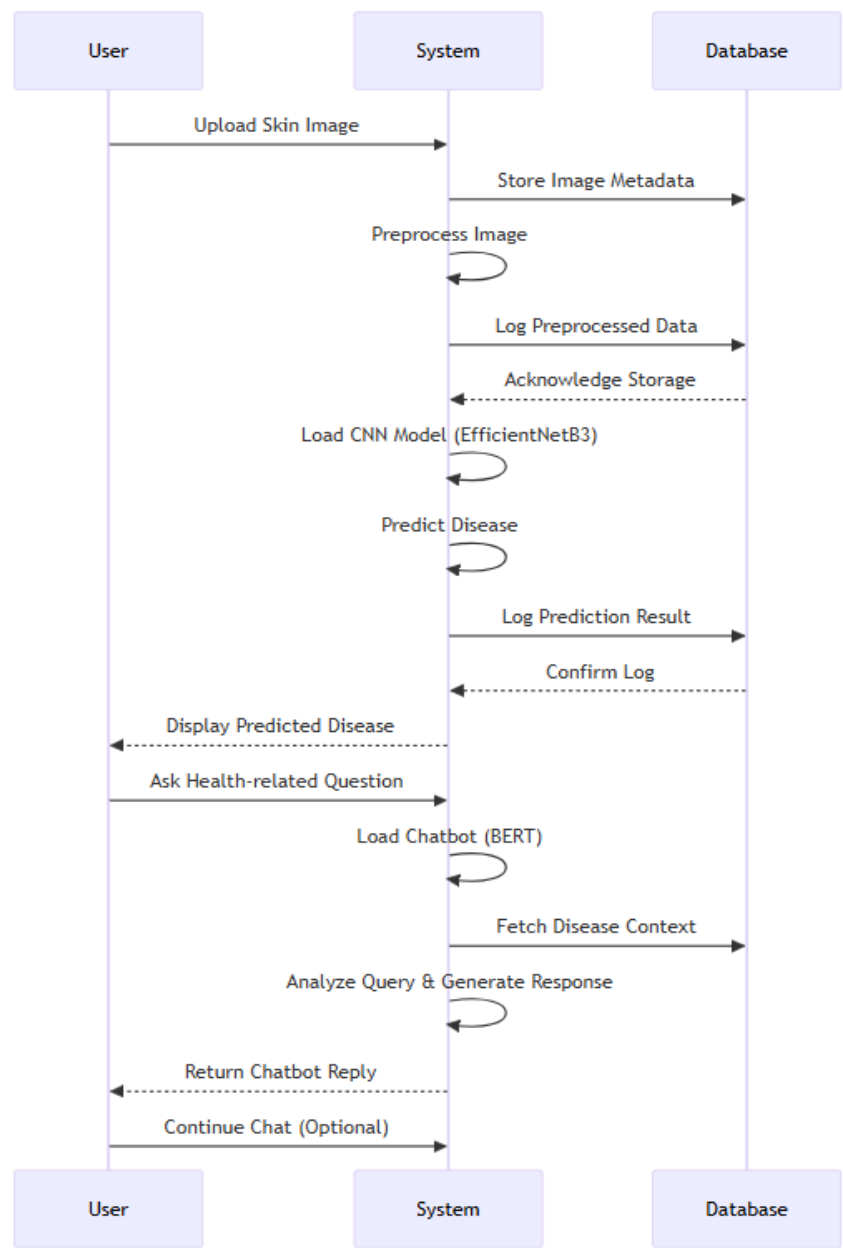 User
System
Database
Upload Skin Image
Store Image Metadata
Preprocess Image
Log Preprocessed Data
Acknowledge Storage
Load CNN Model (EfficientNetB3)
Predict Disease
Log Prediction Result
Confirm Log
Display Predicted Disease
Ask Health-related Question
Load Chatbot (BERT)
Fetch Disease Context
Analyze Query & Generate Response
Return Chatbot Reply
Continue Chat (Optional)
User
System
Database